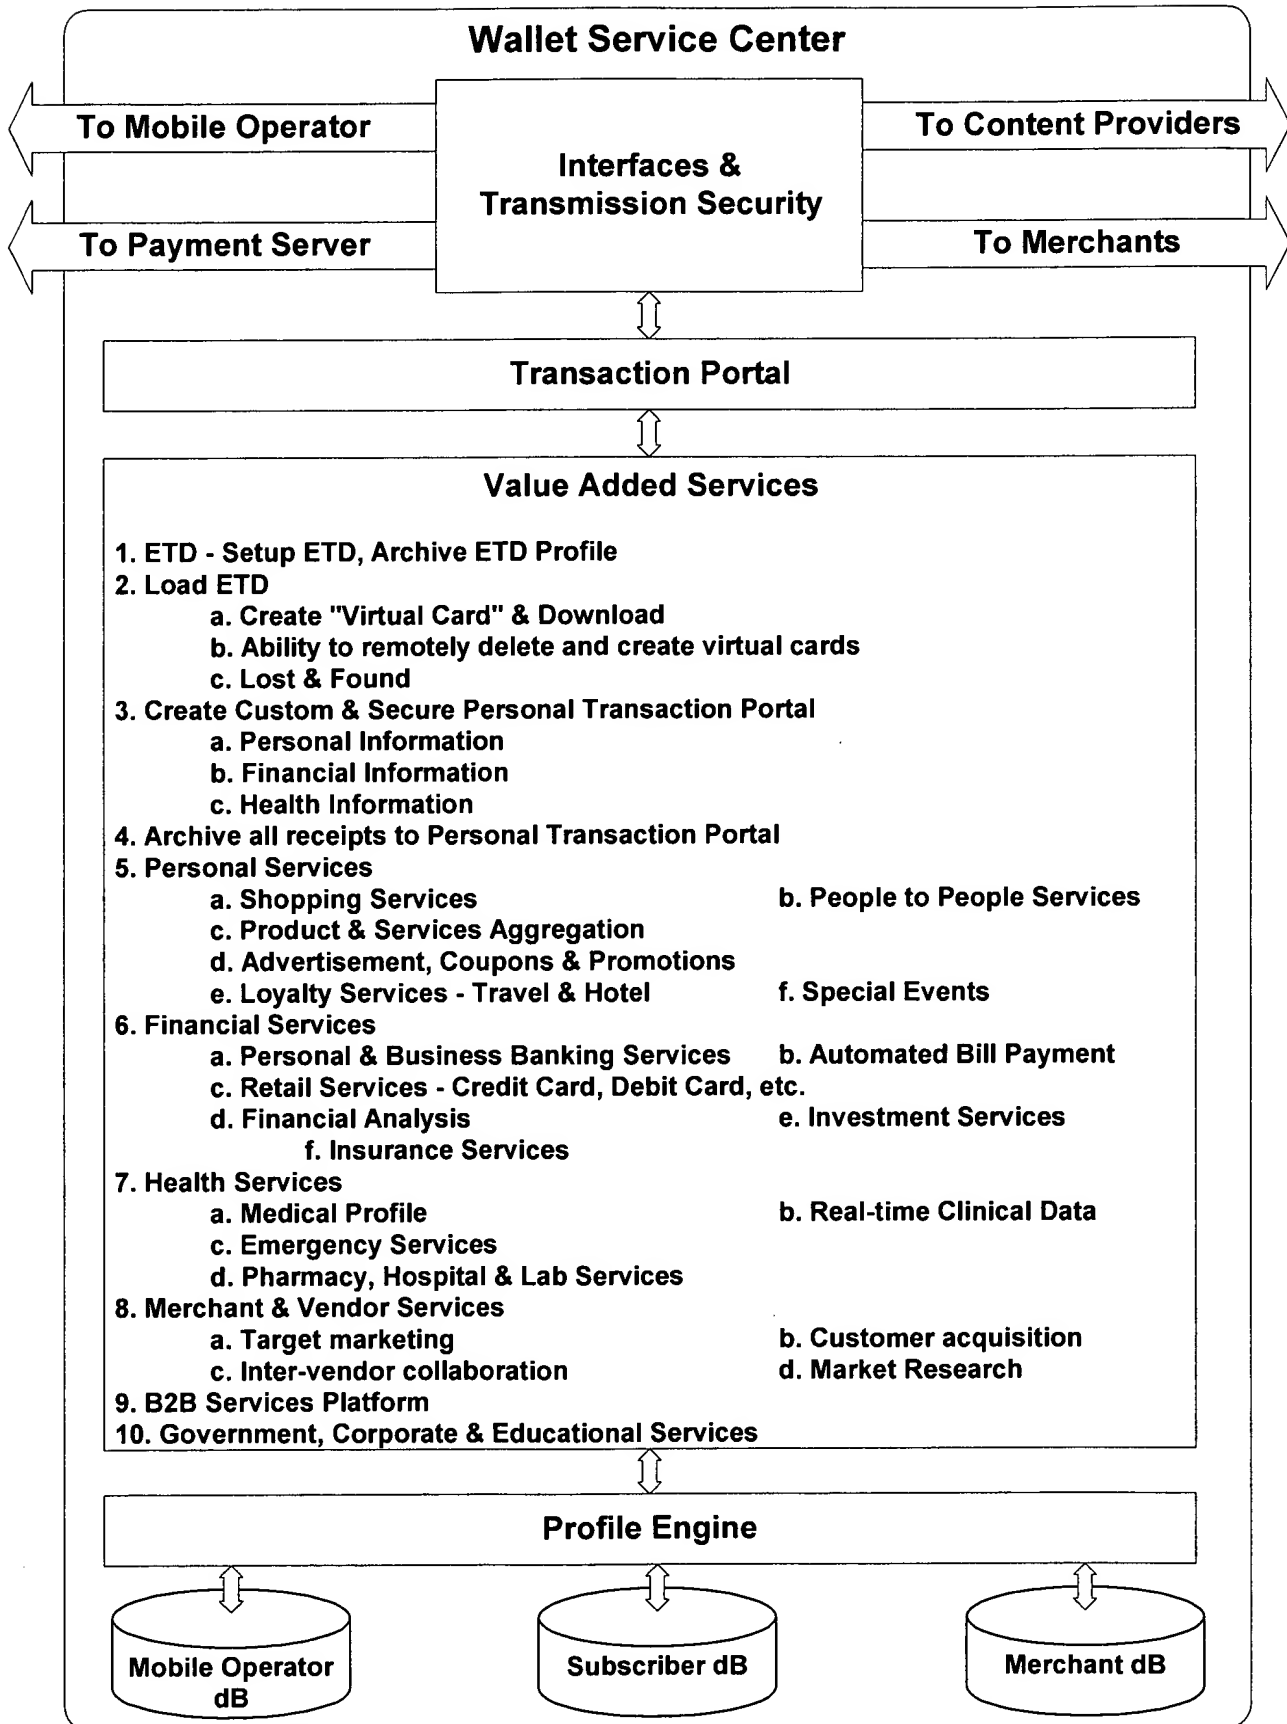 Wallet Service Center
To Mobile Operator
To Content Providers
Interfaces &
Transmission Security
To Payment Server
To Merchants
Transaction Portal
Value Added Services
1. ETD - Setup ETD, Archive ETD Profile
2. Load ETD
a. Create "Virtual Card" & Download
b. Ability to remotely delete and create virtual cards
c. Lost & Found
3. Create Custom & Secure Personal Transaction Portal
a. Personal Information
b. Financial Information
c. Health Information
4. Archive all receipts to Personal Transaction Portal
5. Personal Services
a. Shopping Services b. People to People Services
c. Product & Services Aggregation
d. Advertisement, Coupons & Promotions
e. Loyalty Services - Travel & Hotel f. Special Events
6. Financial Services
a. Personal & Business Banking Services b. Automated Bill Payment
c. Retail Services - Credit Card, Debit Card, etc.
d. Financial Analysis e. Investment Services
f. Insurance Services
7. Health Services
a. Medical Profile b. Real-time Clinical Data
c. Emergency Services
d. Pharmacy, Hospital & Lab Services
8. Merchant & Vendor Services
a. Target marketing b. Customer acquisition
c. Inter-vendor collaboration d. Market Research
9. B2B Services Platform
10. Government, Corporate & Educational Services
Profile Engine
Mobile Operator
dB
Subscriber dB
Merchant dB